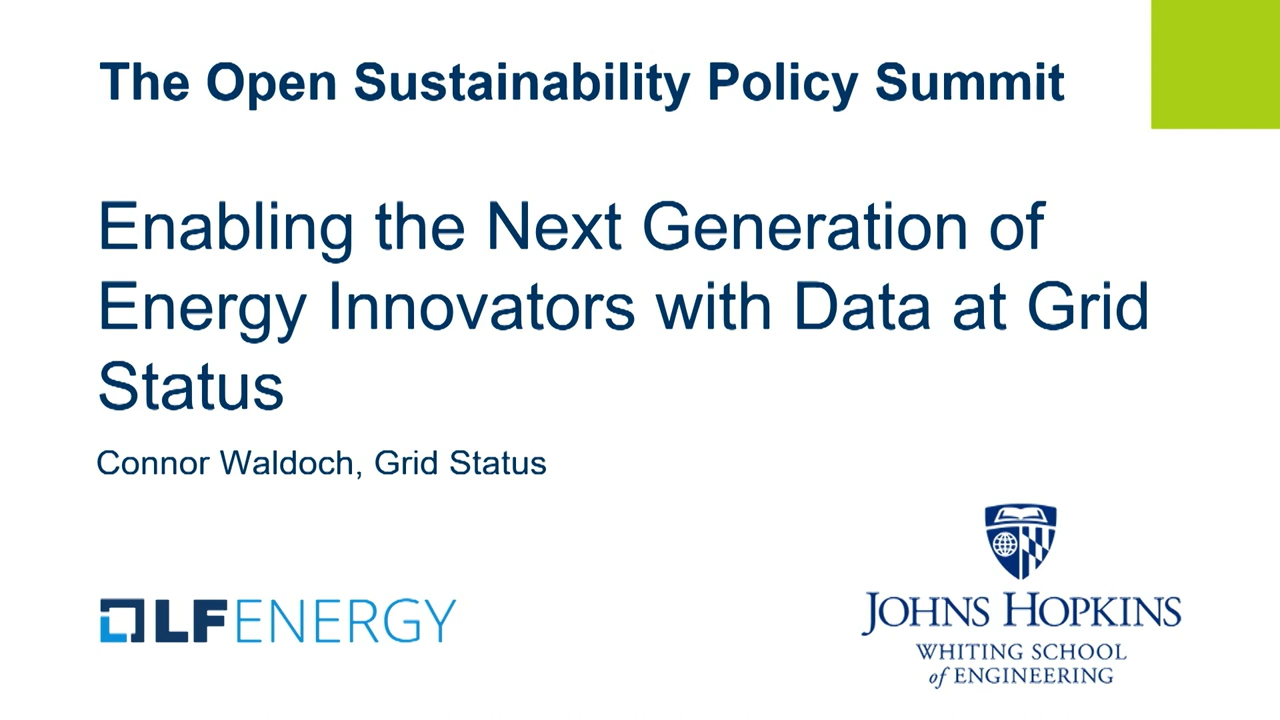 The Open Sustainability Policy Summit
Enabling the Next Generation of
Energy Innovators with Data at Grid
Status
Connor Waldoch, Grid Status
LFENERGY
JOHNS HOPKINS
WHITING SCHOOL
of ENGINEERING